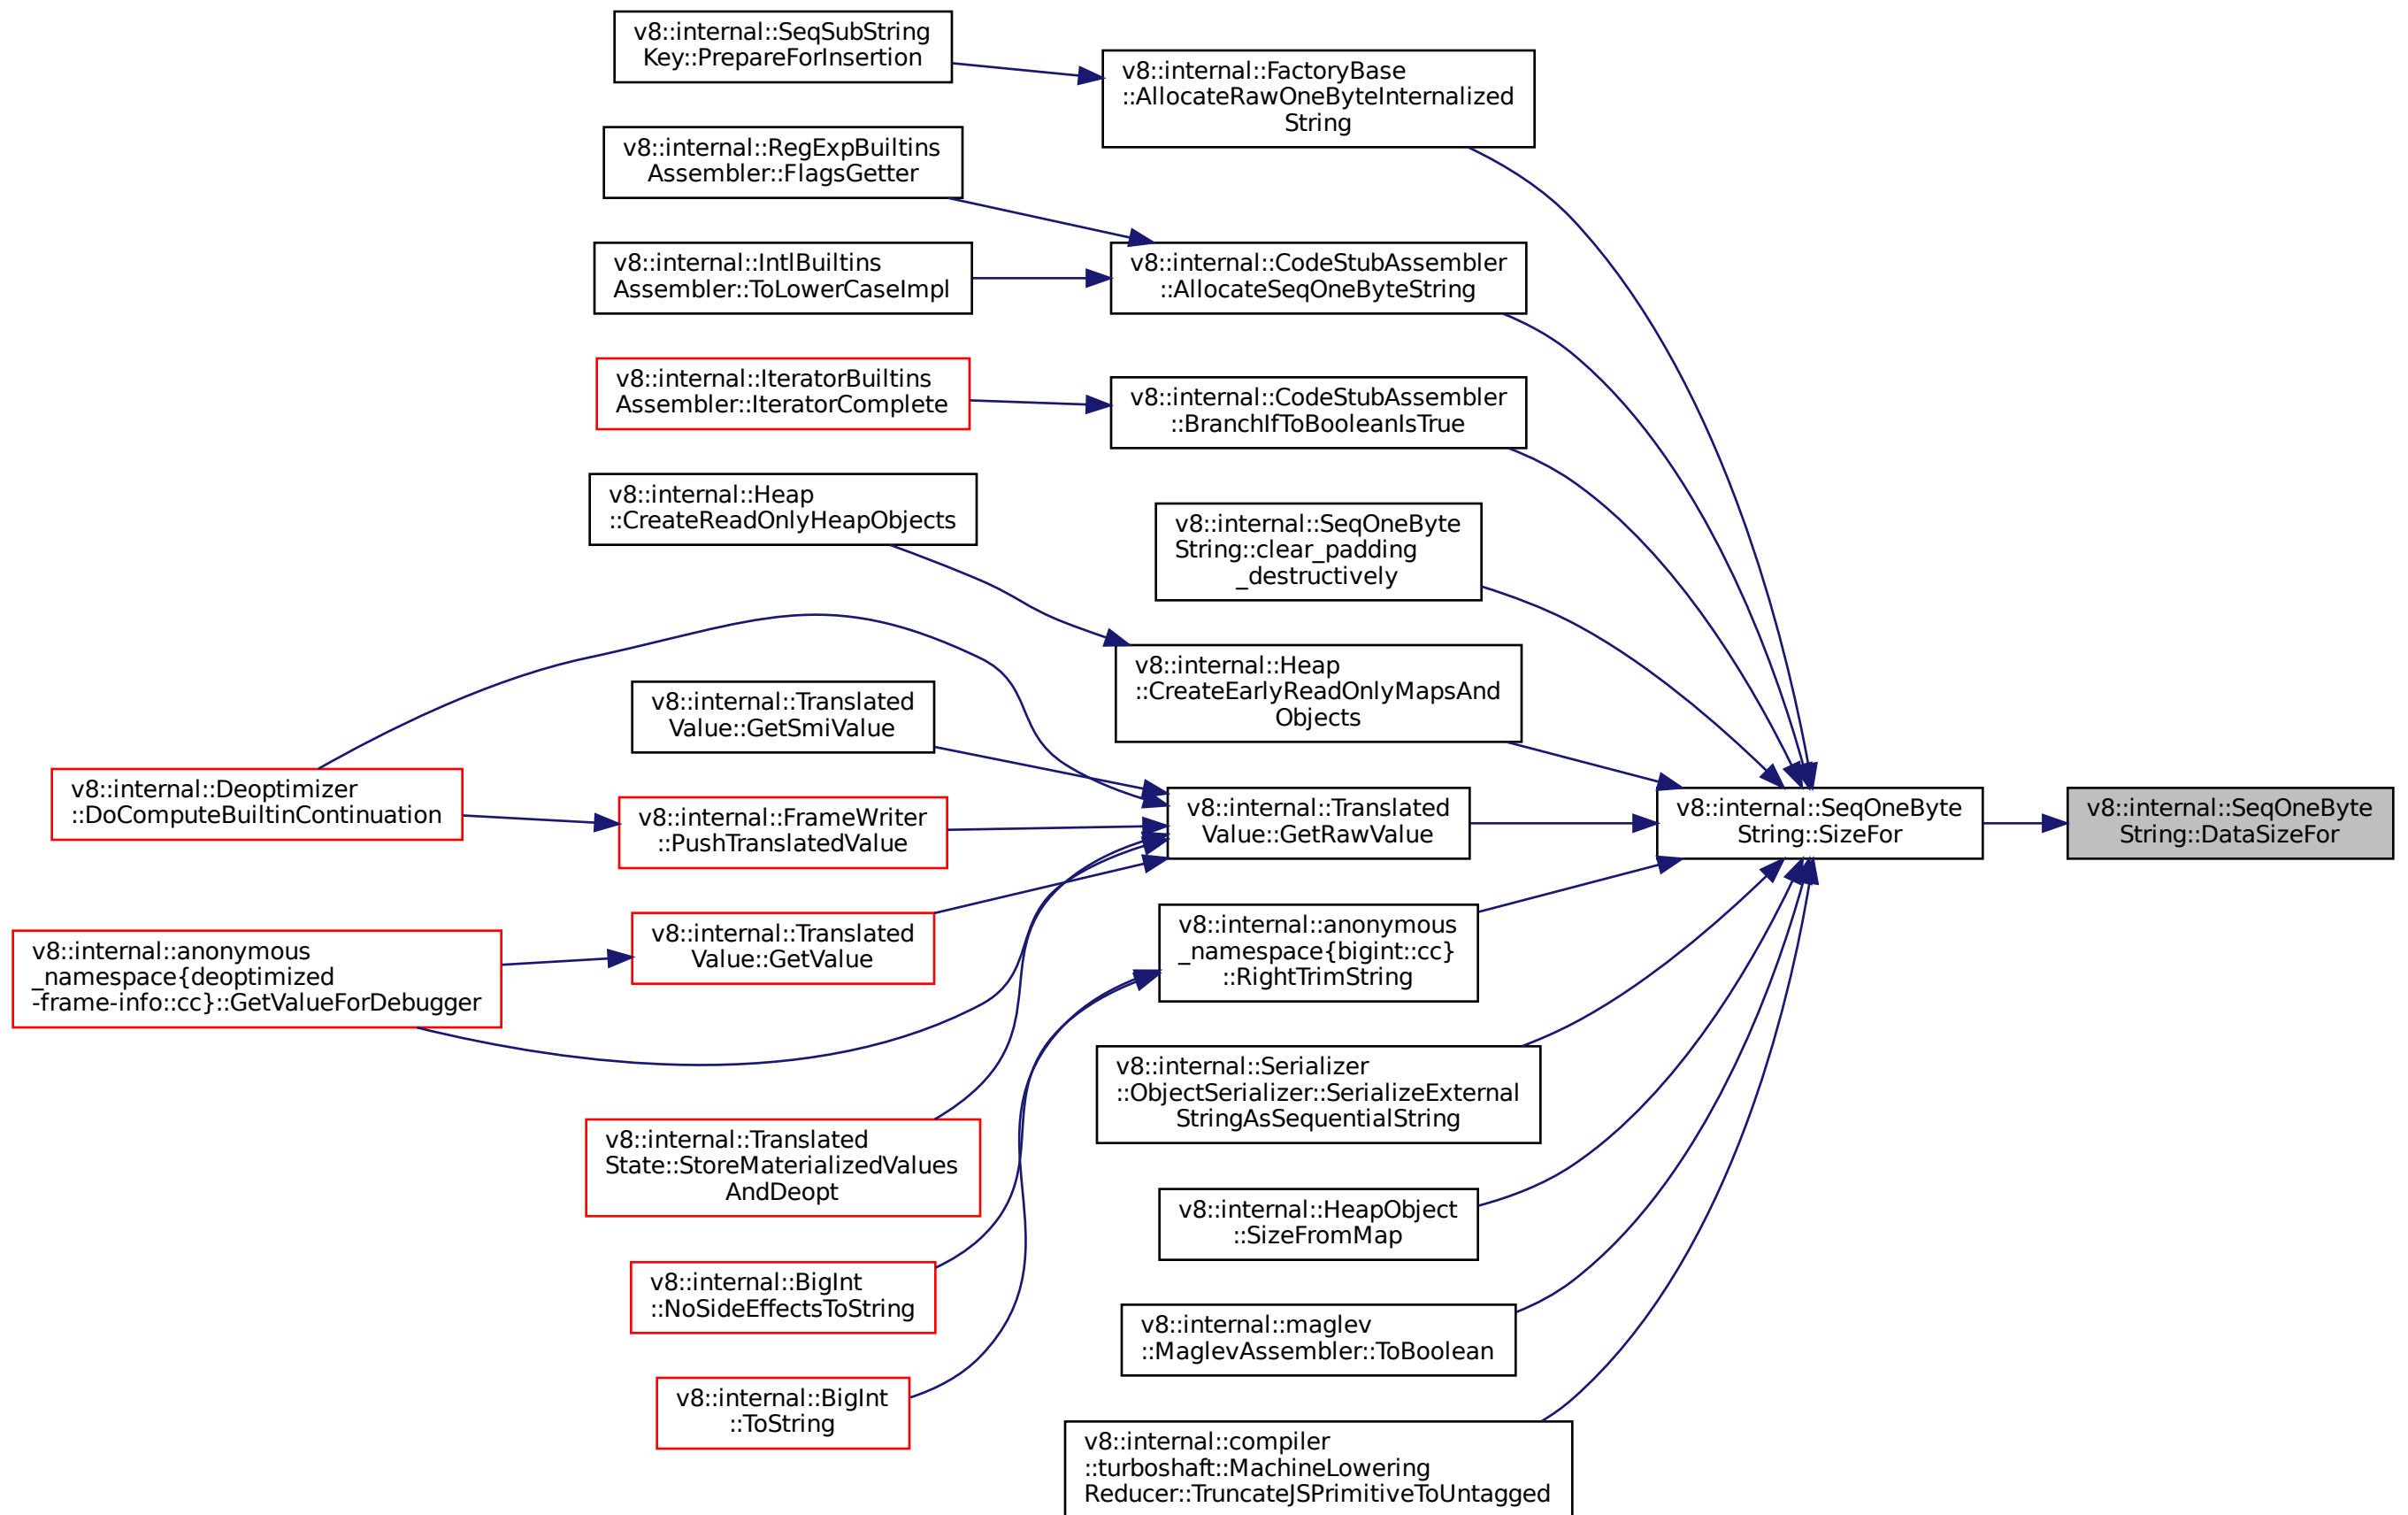 v8::internal::SeqSubString
Key::PrepareForInsertion
v8::internal::FactoryBase
::AllocateRawOneByteInternalized
String
v8::internal::RegExpBuiltins
Assembler::FlagsGetter
v8::internal::IntlBuiltins
Assembler::ToLowerCaseImpl
v8::internal::CodeStubAssembler
::AllocateSeqOneByteString
v8::internal::IteratorBuiltins
Assembler::IteratorComplete
v8::internal::CodeStubAssembler
::BranchIfToBooleanIsTrue
v8::internal::Heap
::CreateReadOnlyHeapObjects
v8::internal::SeqOneByte
String::clear_padding
_destructively
v8::internal::Heap
::CreateEarlyReadOnlyMapsAnd
Objects
v8::internal::Translated
Value::GetSmiValue
v8::internal::Deoptimizer
::DoComputeBuiltinContinuation
v8::internal::FrameWriter
::PushTranslatedValue
v8::internal::Translated
Value::GetRawValue
v8::internal::SeqOneByte
String::SizeFor
v8::internal::SeqOneByte
String::DataSizeFor
v8::internal::anonymous
_namespace{deoptimized
-frame-info::cc}::GetValueForDebugger
v8::internal::Translated
Value::GetValue
v8::internal::anonymous
_namespace{bigint::cc}
::RightTrimString
v8::internal::Serializer
::ObjectSerializer::SerializeExternal
StringAsSequentialString
v8::internal::Translated
State::StoreMaterializedValues
AndDeopt
v8::internal::HeapObject
::SizeFromMap
v8::internal::BigInt
::NoSideEffectsToString
v8::internal::maglev
::MaglevAssembler::ToBoolean
v8::internal::BigInt
::ToString
v8::internal::compiler
::turboshaft::MachineLowering
Reducer::TruncateJSPrimitiveToUntagged